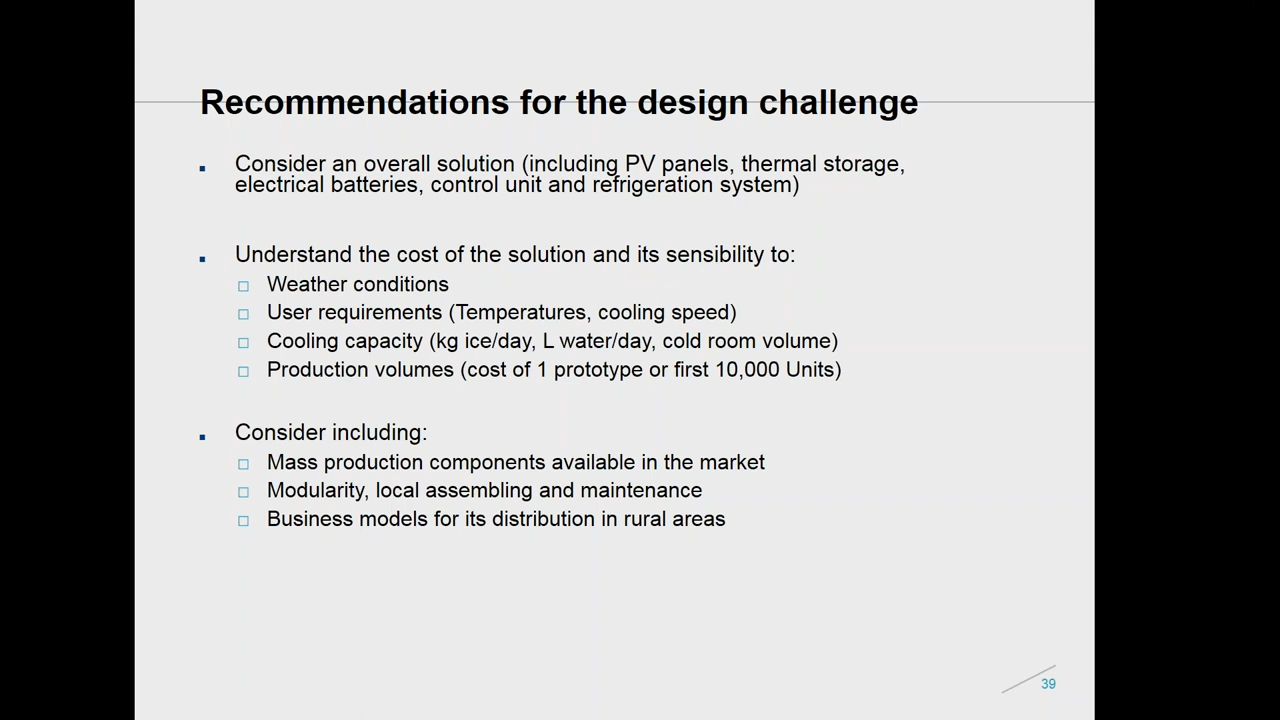 Recommendations for the design challenge
Consider an overall solution (including PV panels, thermal storage,
electrical batteries, control unit and refrigeration system)
Understand the cost of the solution and its sensibility to:
Weather conditions
User requirements (Temperatures, cooling speed)
Cooling capacity (kg ice/day, L water/day, cold room volume)
Production volumes (cost of 1 prototype or first 10,000 Units)
Consider including:
Mass production components available in the market
Modularity, local assembling and maintenance
Business models for its distribution in rural areas
39